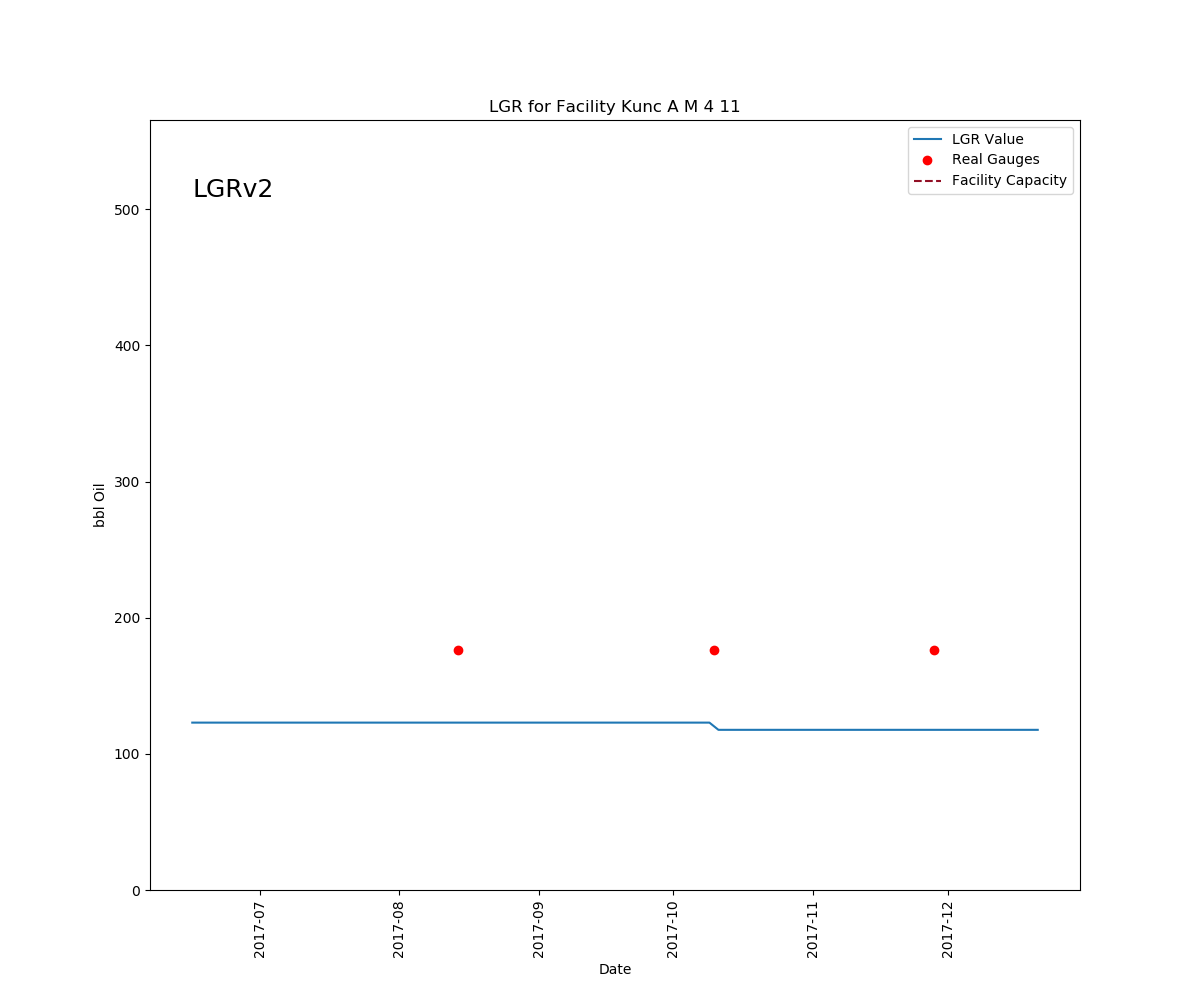 LGR for Facility Kunc A M 4 11
LGRv2
LGR Value
Real Gauges
Facility Capacity
bbl Oil
500
400
300
200
100
0
2017-07
2017-08
2017-09
2017-10
2017-11
2017-12
Date